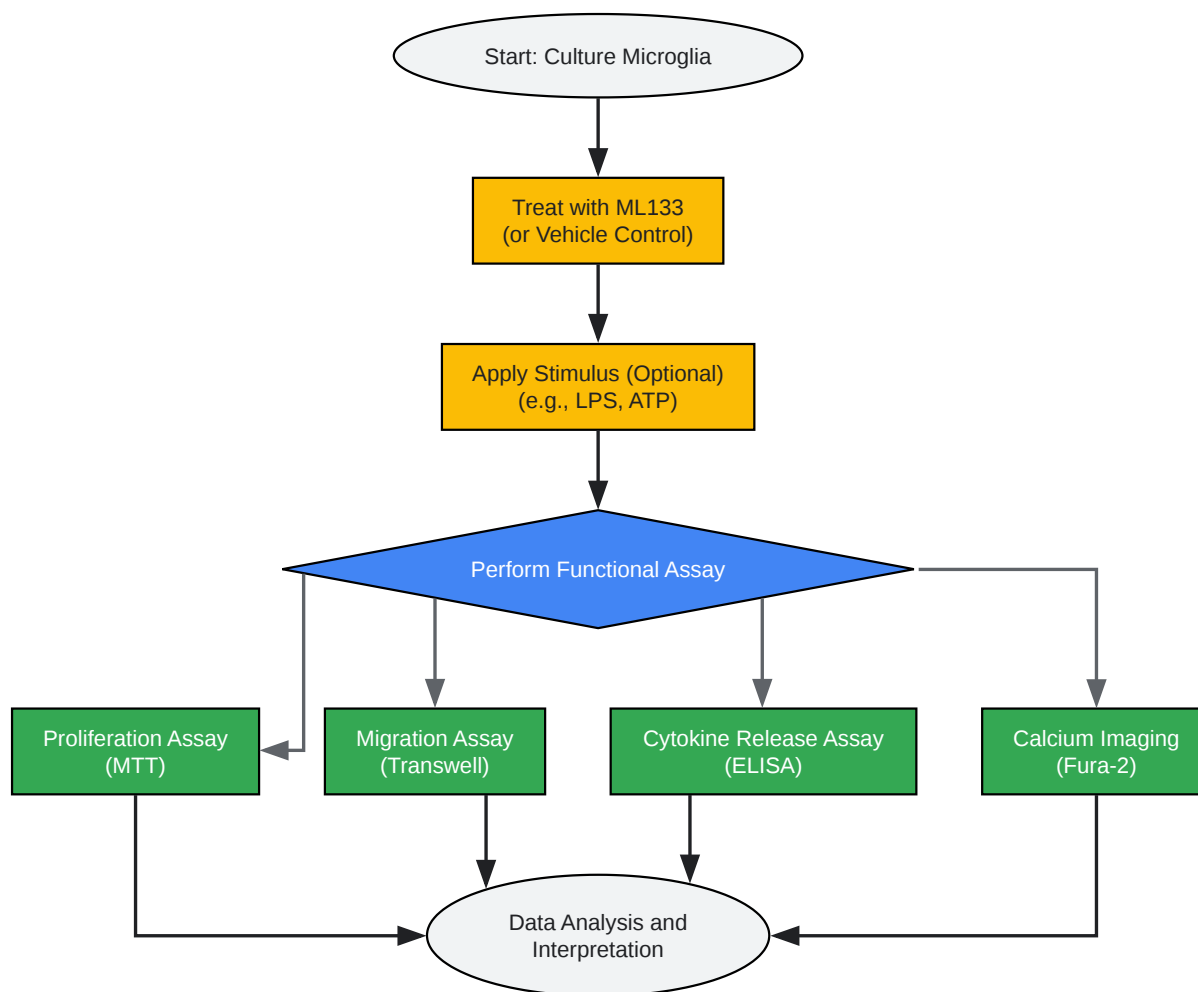 Start: Culture Microglia
Treat with ML133
(or Vehicle Control)
Apply Stimulus (Optional)
(e.g., LPS, ATP)
Perform Functional Assay
Proliferation Assay
(MTT)
Migration Assay
(Transwell)
Cytokine Release Assay
(ELISA)
Calcium Imaging
(Fura-2)
Data Analysis and
Interpretation